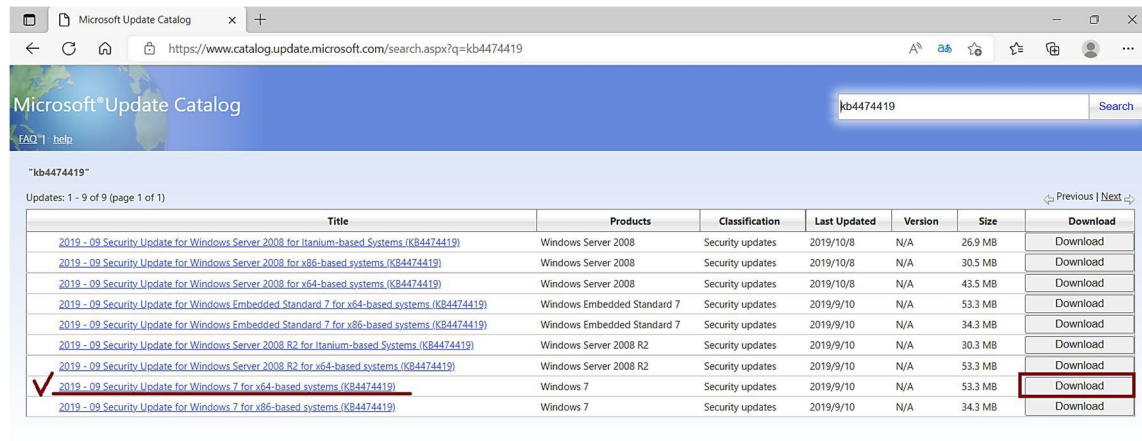 Microsoft Update Catalog
https://www.catalog.update.microsoft.com/search.aspx?q=kb4474419
Microsoft®Update Catalog
kb4474419 Search
FAQ | help
"kb4474419"
Updates: 1 - 9 of 9 (page 1 of 1) Previous | Next
Title Products Classification Last Updated Version Size Download
2019 - 09 Security Update for Windows Server 2008 for Itanium-based Systems (KB4474419) Windows Server 2008 Security updates 2019/10/8 N/A 26.9 MB Download
2019 - 09 Security Update for Windows Server 2008 for x86-based systems (KB4474419) Windows Server 2008 Security updates 2019/10/8 N/A 30.5 MB Download
2019 - 09 Security Update for Windows Server 2008 for x64-based systems (KB4474419) Windows Server 2008 Security updates 2019/10/8 N/A 43.5 MB Download
2019 - 09 Security Update for Windows Embedded Standard 7 for x64-based systems (KB4474419) Windows Embedded Standard 7 Security updates 2019/9/10 N/A 53.3 MB Download
2019 - 09 Security Update for Windows Embedded Standard 7 for x86-based systems (KB4474419) Windows Embedded Standard 7 Security updates 2019/9/10 N/A 34.3 MB Download
2019 - 09 Security Update for Windows Server 2008 R2 for Itanium-based Systems (KB4474419) Windows Server 2008 R2 Security updates 2019/9/10 N/A 30.3 MB Download
2019 - 09 Security Update for Windows Server 2008 R2 for x64-based systems (KB4474419) Windows Server 2008 R2 Security updates 2019/9/10 N/A 53.3 MB Download
2019 - 09 Security Update for Windows 7 for x64-based systems (KB4474419) Windows 7 Security updates 2019/9/10 N/A 53.3 MB Download
2019 - 09 Security Update for Windows 7 for x86-based systems (KB4474419) Windows 7 Security updates 2019/9/10 N/A 34.3 MB Download